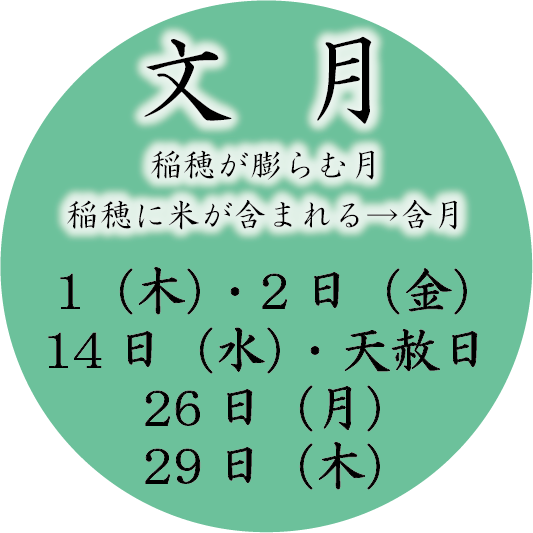 文 月
稲穂が膨らむ月
稲穂に米が含まれる→含月
1（木）・2日（金）
14日（水）・天赦日
26日（月）
29日（木）